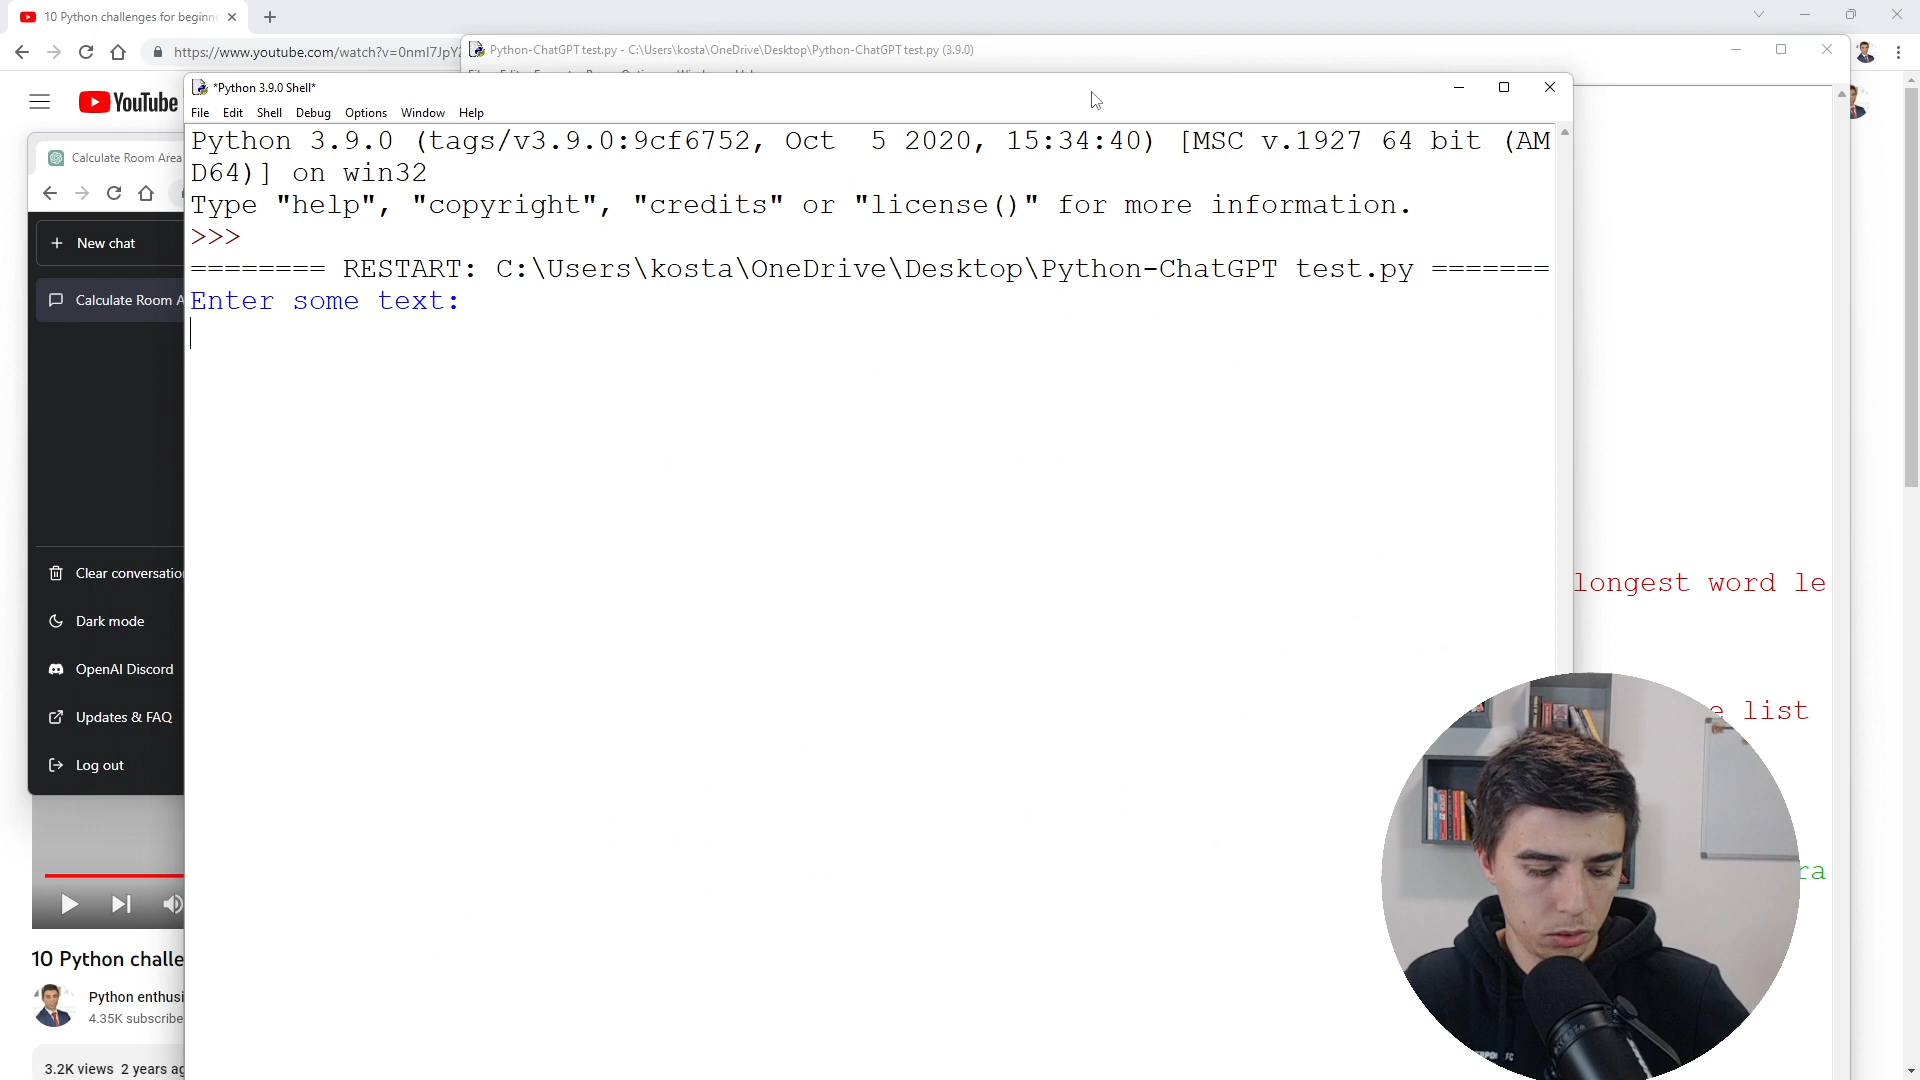 10 Python challenges for beginn
https://www.youtube.com/watch?v=0nmI7JpY
Python-ChatGPT test.py - C:\Users\kosta\OneDrive\Desktop\Python-ChatGPT test.py (3.9.0)
YouTube
*Python 3.9.0 Shell*
File Edit Shell Debug Options Window Help
Python 3.9.0 (tags/v3.9.0:9cf6752, Oct  5 2020, 15:34:40) [MSC v.1927 64 bit (AM
D64)] on win32
Type "help", "copyright", "credits" or "license()" for more information.
>>>
======== RESTART: C:\Users\kosta\OneDrive\Desktop\Python-ChatGPT test.py =======
Enter some text:
Calculate Room Area
New chat
Calculate Room A
longest word le
e list
ra
Clear conversatio
Dark mode
OpenAI Discord
Updates & FAQ
Log out
10 Python challe
Python enthusi
4.35K subscribe
3.2K views 2 years ag